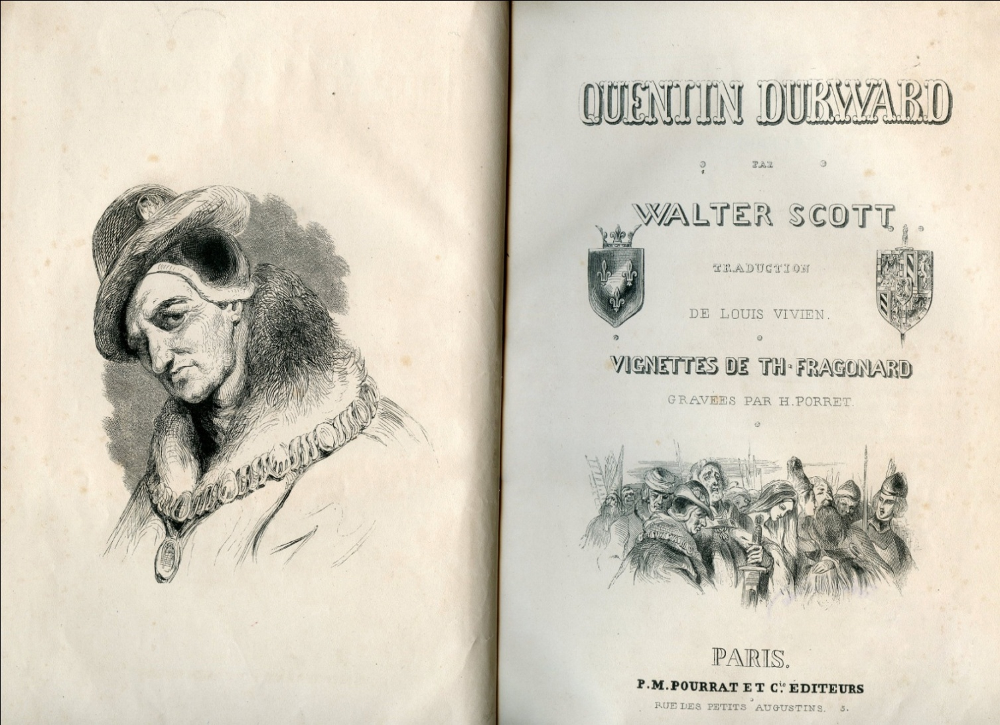 QUENTIN DURWARD
PAR
WALTER SCOTT
TRADUCTION
DE LOUIS VIVIEN.
VIGNETTES DE TH. FRAGONARD
GRAVÉES PAR H. PORRET.
PARIS.
P. M. POURRAT ET C.ie EDITEURS
RUE DES PETITS AUGUSTINS. 5.